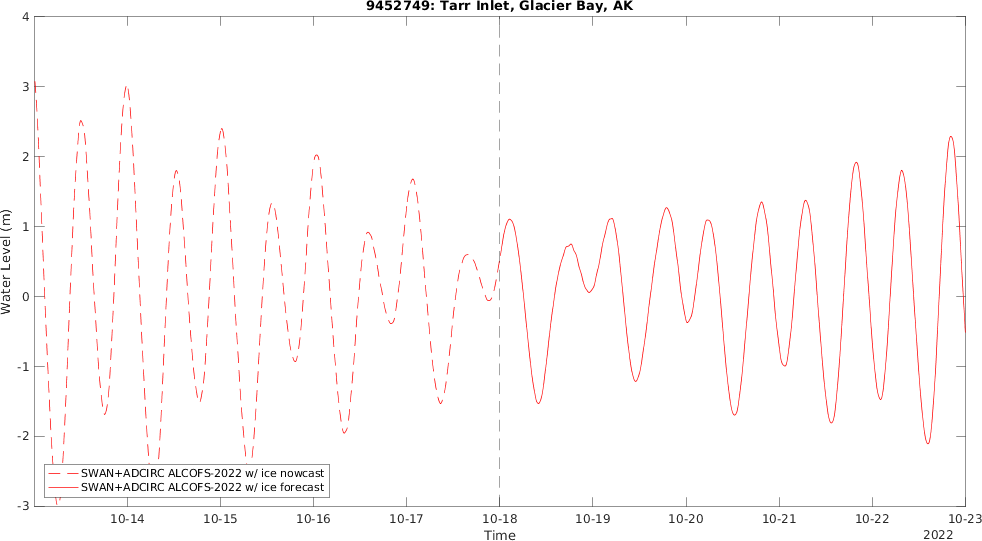 9452749: Tarr Inlet, Glacier Bay, AK
4
3
2
1
0
-1
-2
-3
Water Level (m)
SWAN+ADCIRC ALCOFS-2022 w/ ice nowcast
SWAN+ADCIRC ALCOFS-2022 w/ ice forecast
10-14 10-15 10-16 10-17 10-18 10-19 10-20 10-21 10-22 10-23
Time
2022